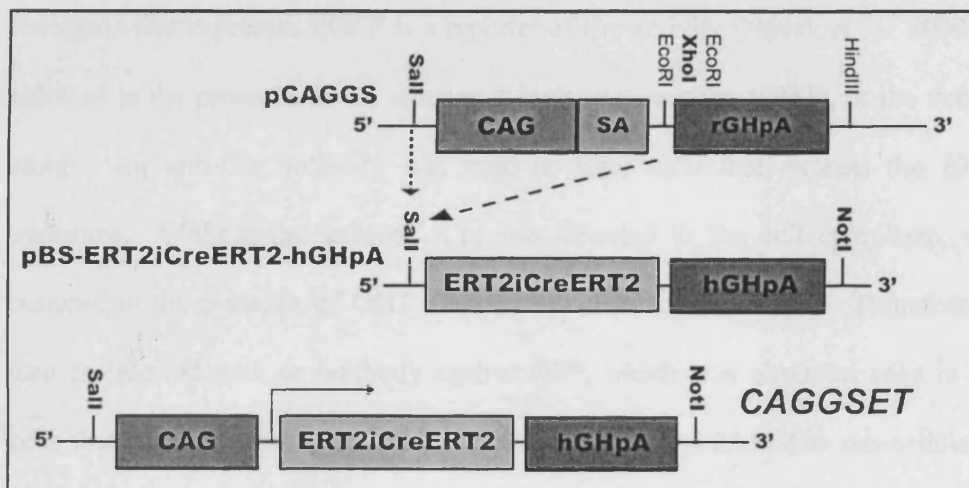 EcoRI
XhoI
EcoRI
HindIII
SalI
pCAGGS
5' CAG SA rGHpA 3'
SalI
NotI
pBS-ERT2iCreERT2-hGHpA
5' ERT2iCreERT2 hGHpA 3'
SalI
NotI
CAGGSET
5' CAG ERT2iCreERT2 hGHpA 3'